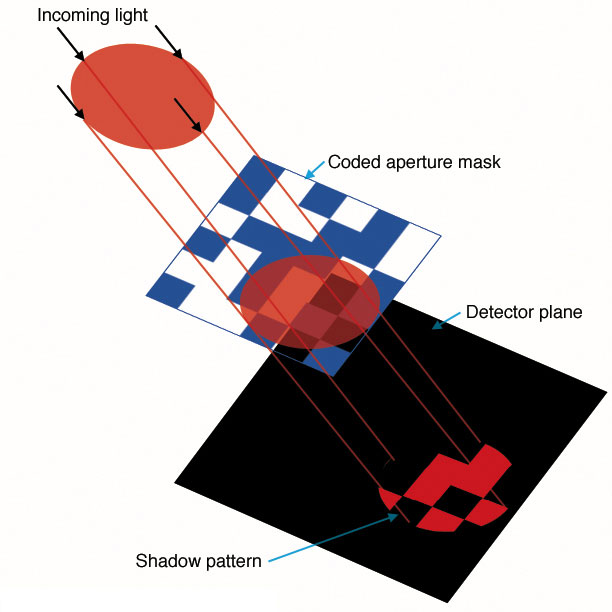 Incoming light
Coded aperture mask
Detector plane
Shadow pattern